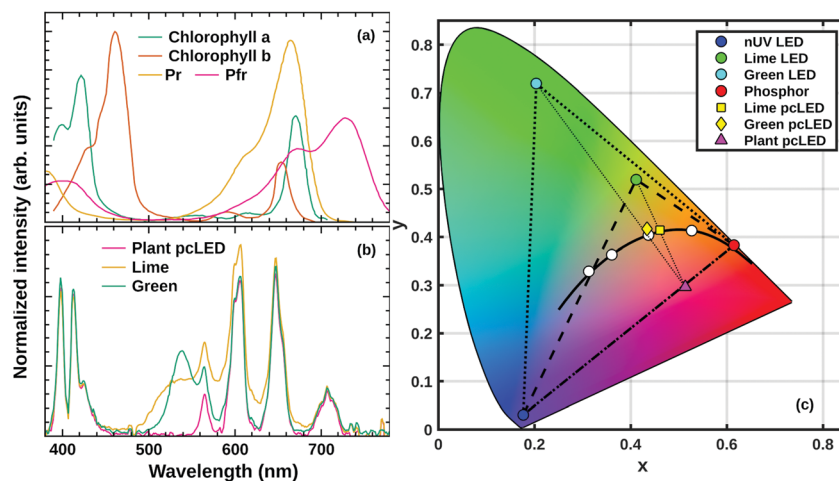 (a)
Chlorophyll a
Chlorophyll b
Pr Pfr
(b)
Plant pcLED
Lime
Green
Normalized intensity (arb. units)
400 500 600 700
Wavelength (nm)
nUV LED
Lime LED
Green LED
Phosphor
Lime pcLED
Green pcLED
Plant pcLED
(c)
y
0.8
0.7
0.6
0.5
0.4
0.3
0.2
0.1
0
0 0.2 0.4 0.6 0.8
x